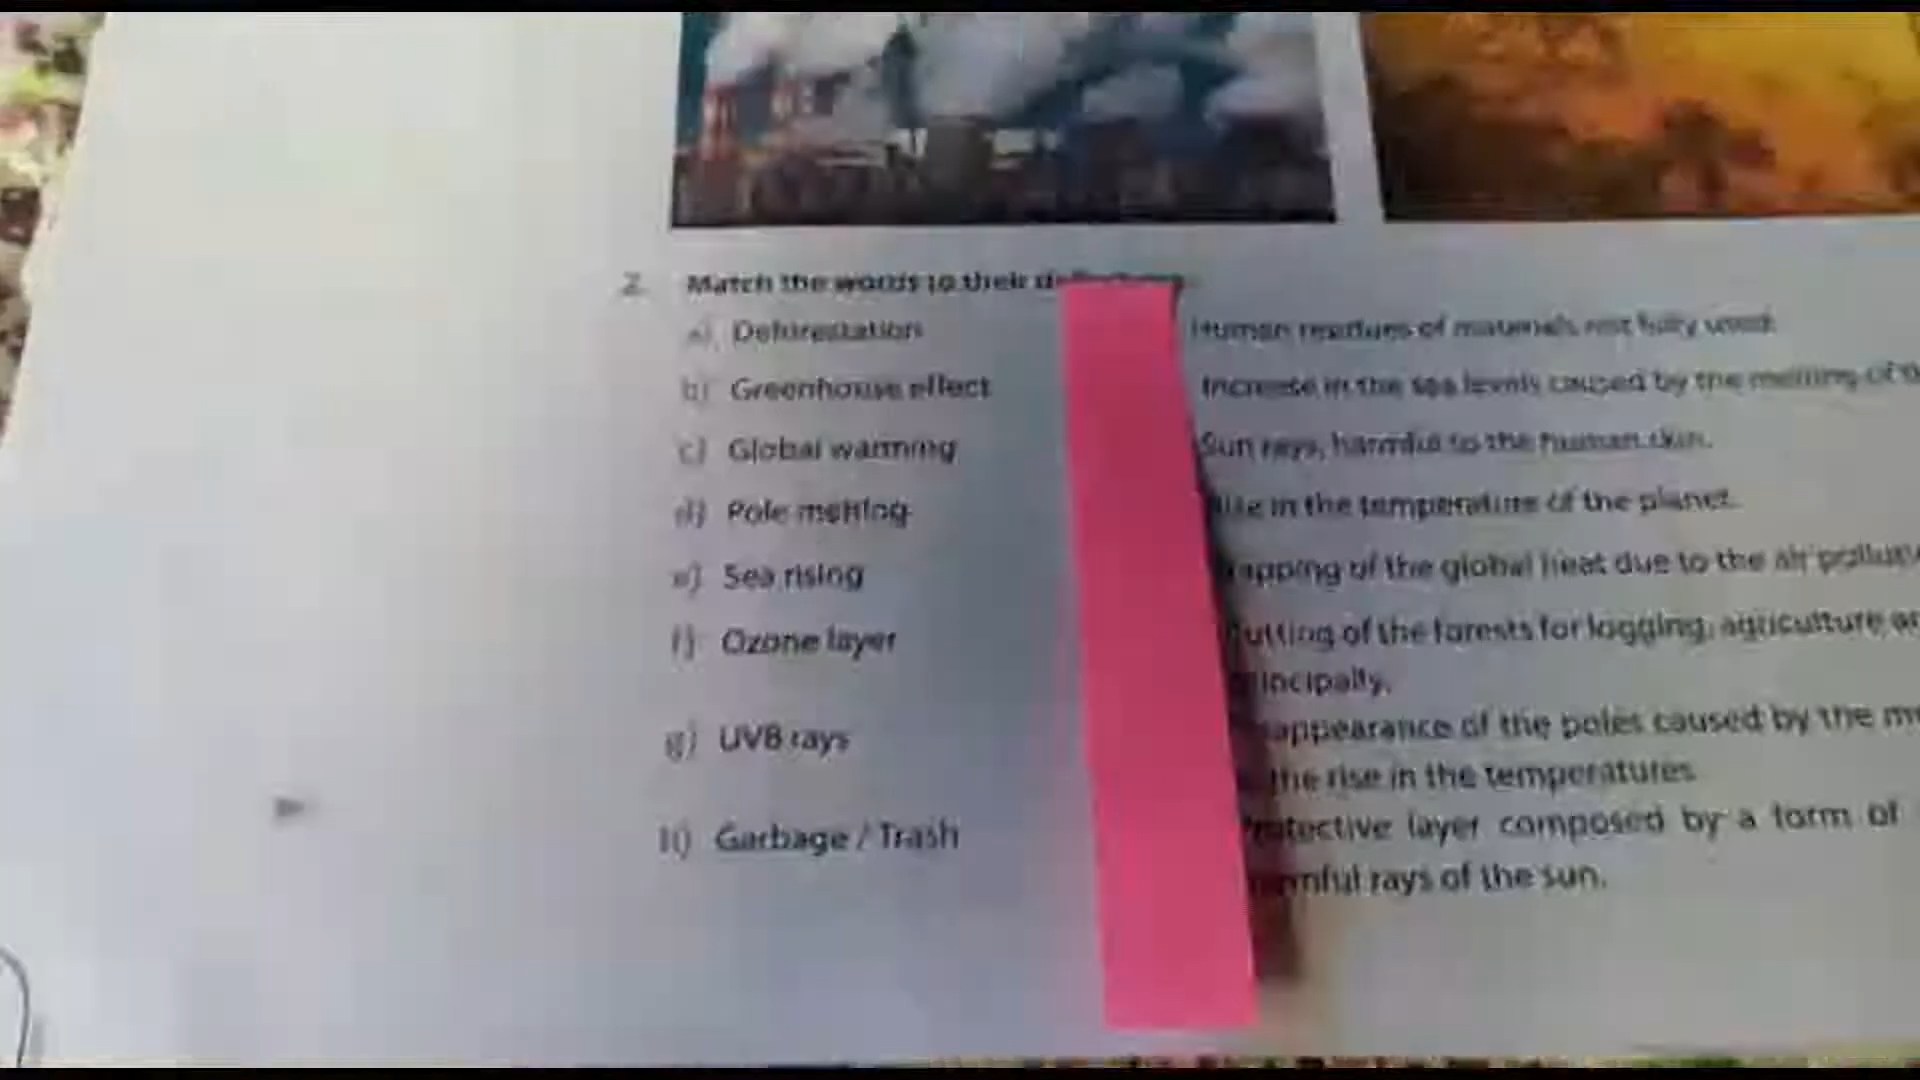 2. Match the words to their
a) Deforestation
Human residues of materials not fully used.
b) Greenhouse effect
Increase in the sea levels caused by the melting of
c) Global warming
Sun rays, harmful to the human skin.
d) Pole melting
in the temperature of the planet.
e) Sea rising
apping of the global heat due to the air
f) Ozone layer
utting of the forests for logging, agriculture
incipally.
g) UVB rays
appearance of the poles caused by the
the rise in the temperatures
h) Garbage / Trash
Protective layer composed by a form of
rmful rays of the sun.